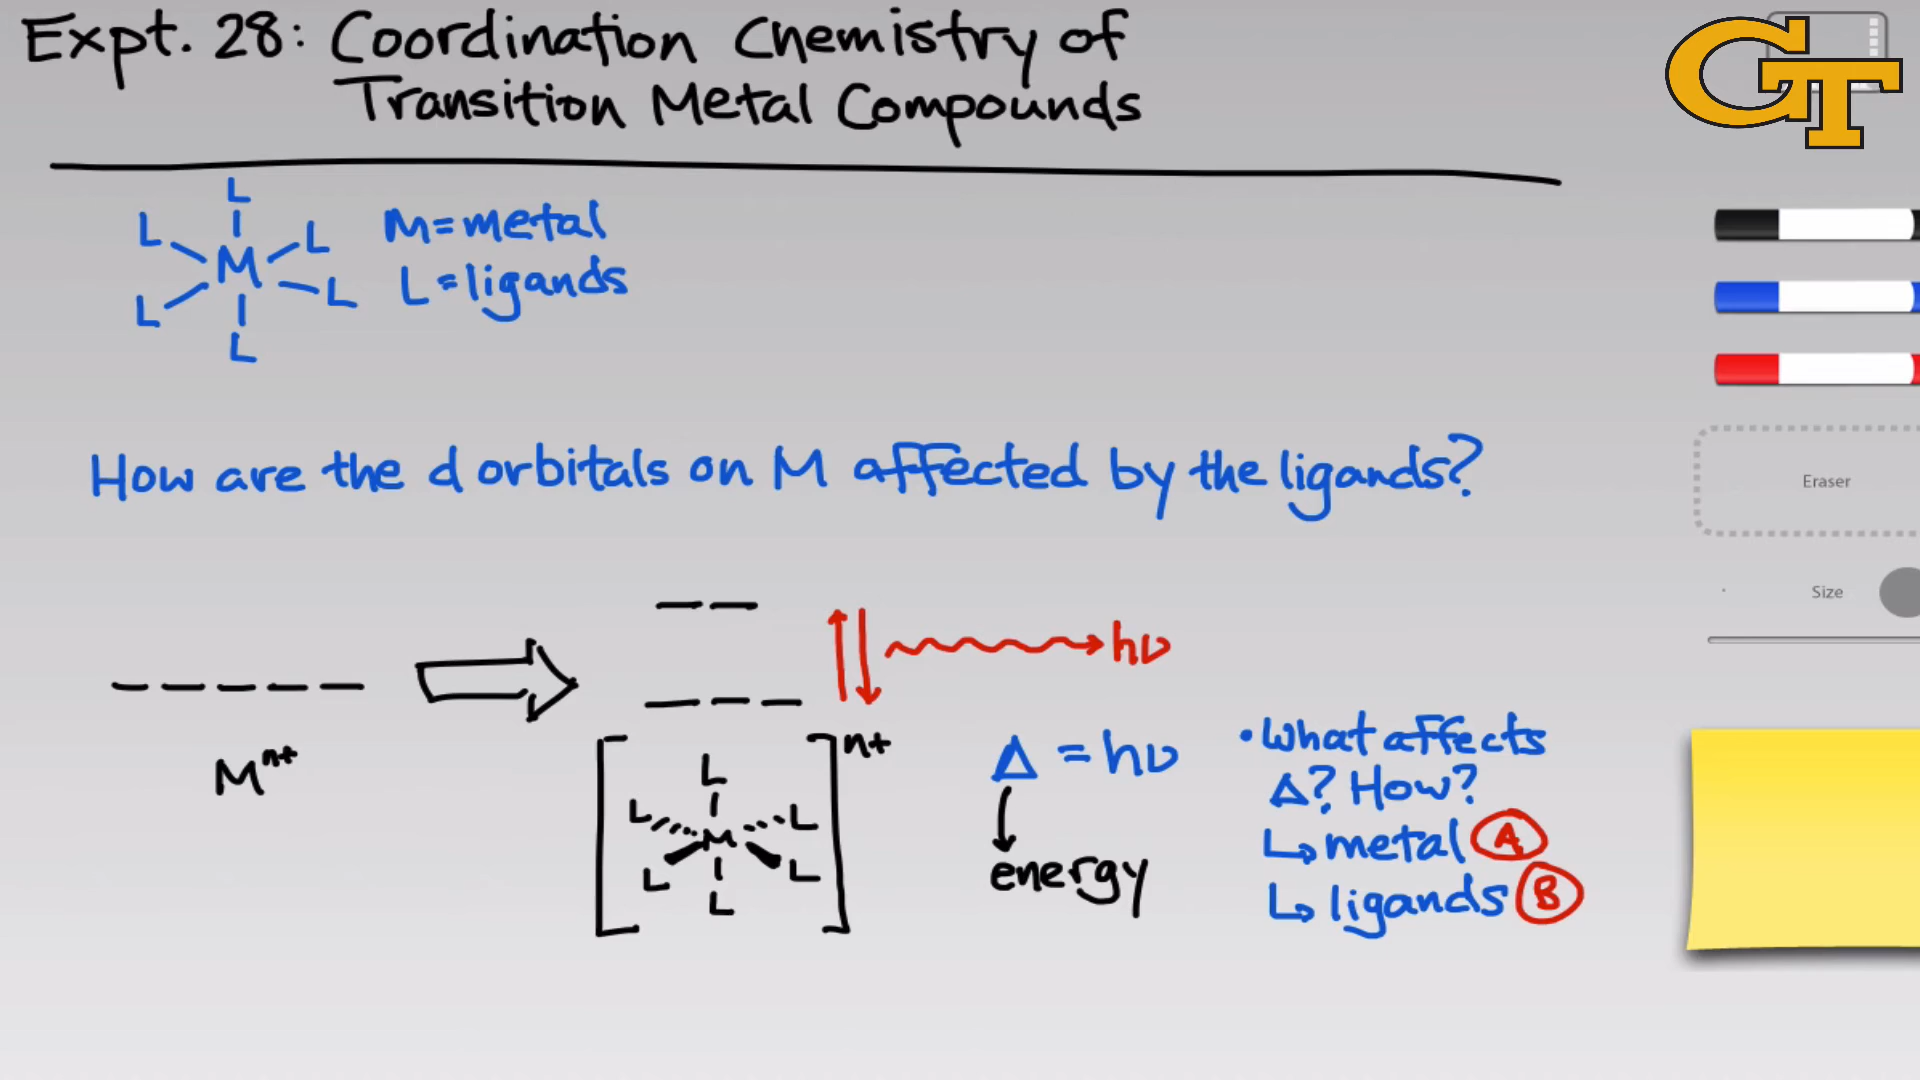 Expt. 28: Coordination Chemistry of
Transition Metal Compounds
GT
L
L L
M
L L
L
M = metal
L = ligands
How are the d orbitals on M affected by the ligands?
Eraser
Size
hν
Mⁿ⁺
n+
L
L L
M
L L
L
Δ = hν
energy
• What affects
Δ? How?
↳ metal A
↳ ligands B